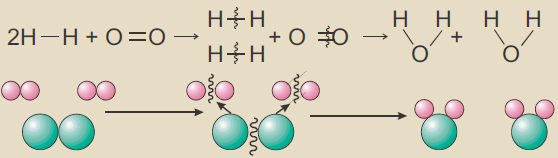 H H H H H H
2H—H + O=O → + O=O → +
H H O O